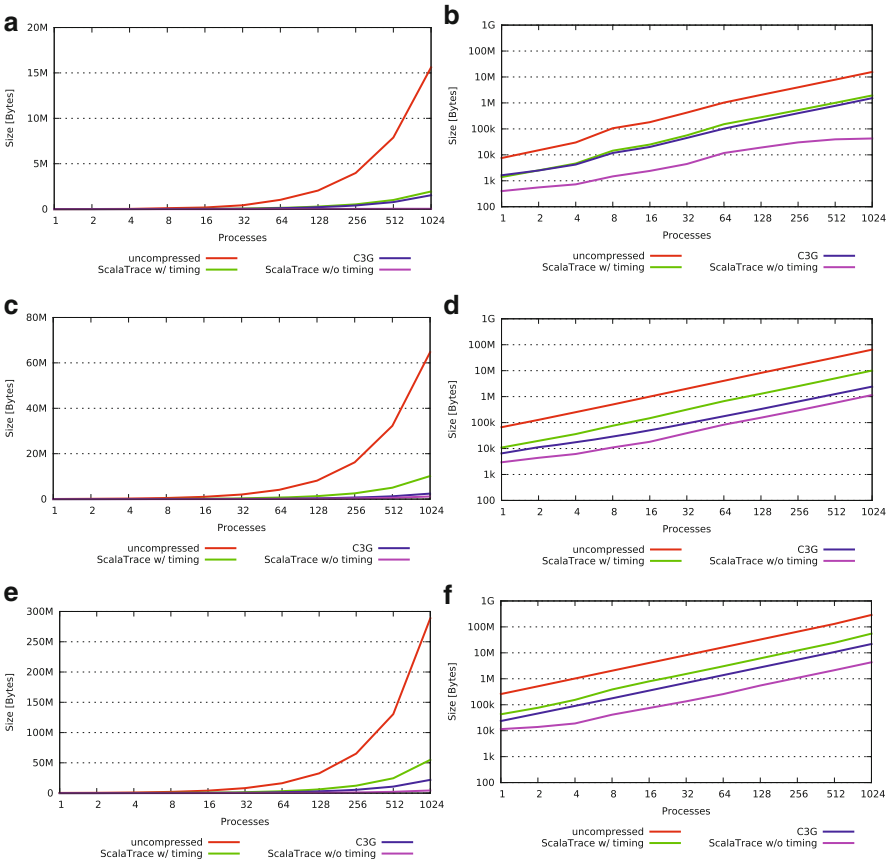 a
20M
15M
10M
5M
0
Size [Bytes]
1 2 4 8 16 32 64 128 256 512 1024
Processes
uncompressed
ScalaTrace w/ timing
C3G
ScalaTrace w/o timing
b
1G
100M
10M
1M
100k
10k
1k
100
Size [Bytes]
1 2 4 8 16 32 64 128 256 512 1024
Processes
uncompressed
ScalaTrace w/ timing
C3G
ScalaTrace w/o timing
c
80M
60M
40M
20M
0
Size [Bytes]
1 2 4 8 16 32 64 128 256 512 1024
Processes
uncompressed
ScalaTrace w/ timing
C3G
ScalaTrace w/o timing
d
1G
100M
10M
1M
100k
10k
1k
100
Size [Bytes]
1 2 4 8 16 32 64 128 256 512 1024
Processes
uncompressed
ScalaTrace w/ timing
C3G
ScalaTrace w/o timing
e
300M
250M
200M
150M
100M
50M
0
Size [Bytes]
1 2 4 8 16 32 64 128 256 512 1024
Processes
uncompressed
ScalaTrace w/ timing
C3G
ScalaTrace w/o timing
f
1G
100M
10M
1M
100k
10k
1k
100
Size [Bytes]
1 2 4 8 16 32 64 128 256 512 1024
Processes
uncompressed
ScalaTrace w/ timing
C3G
ScalaTrace w/o timing